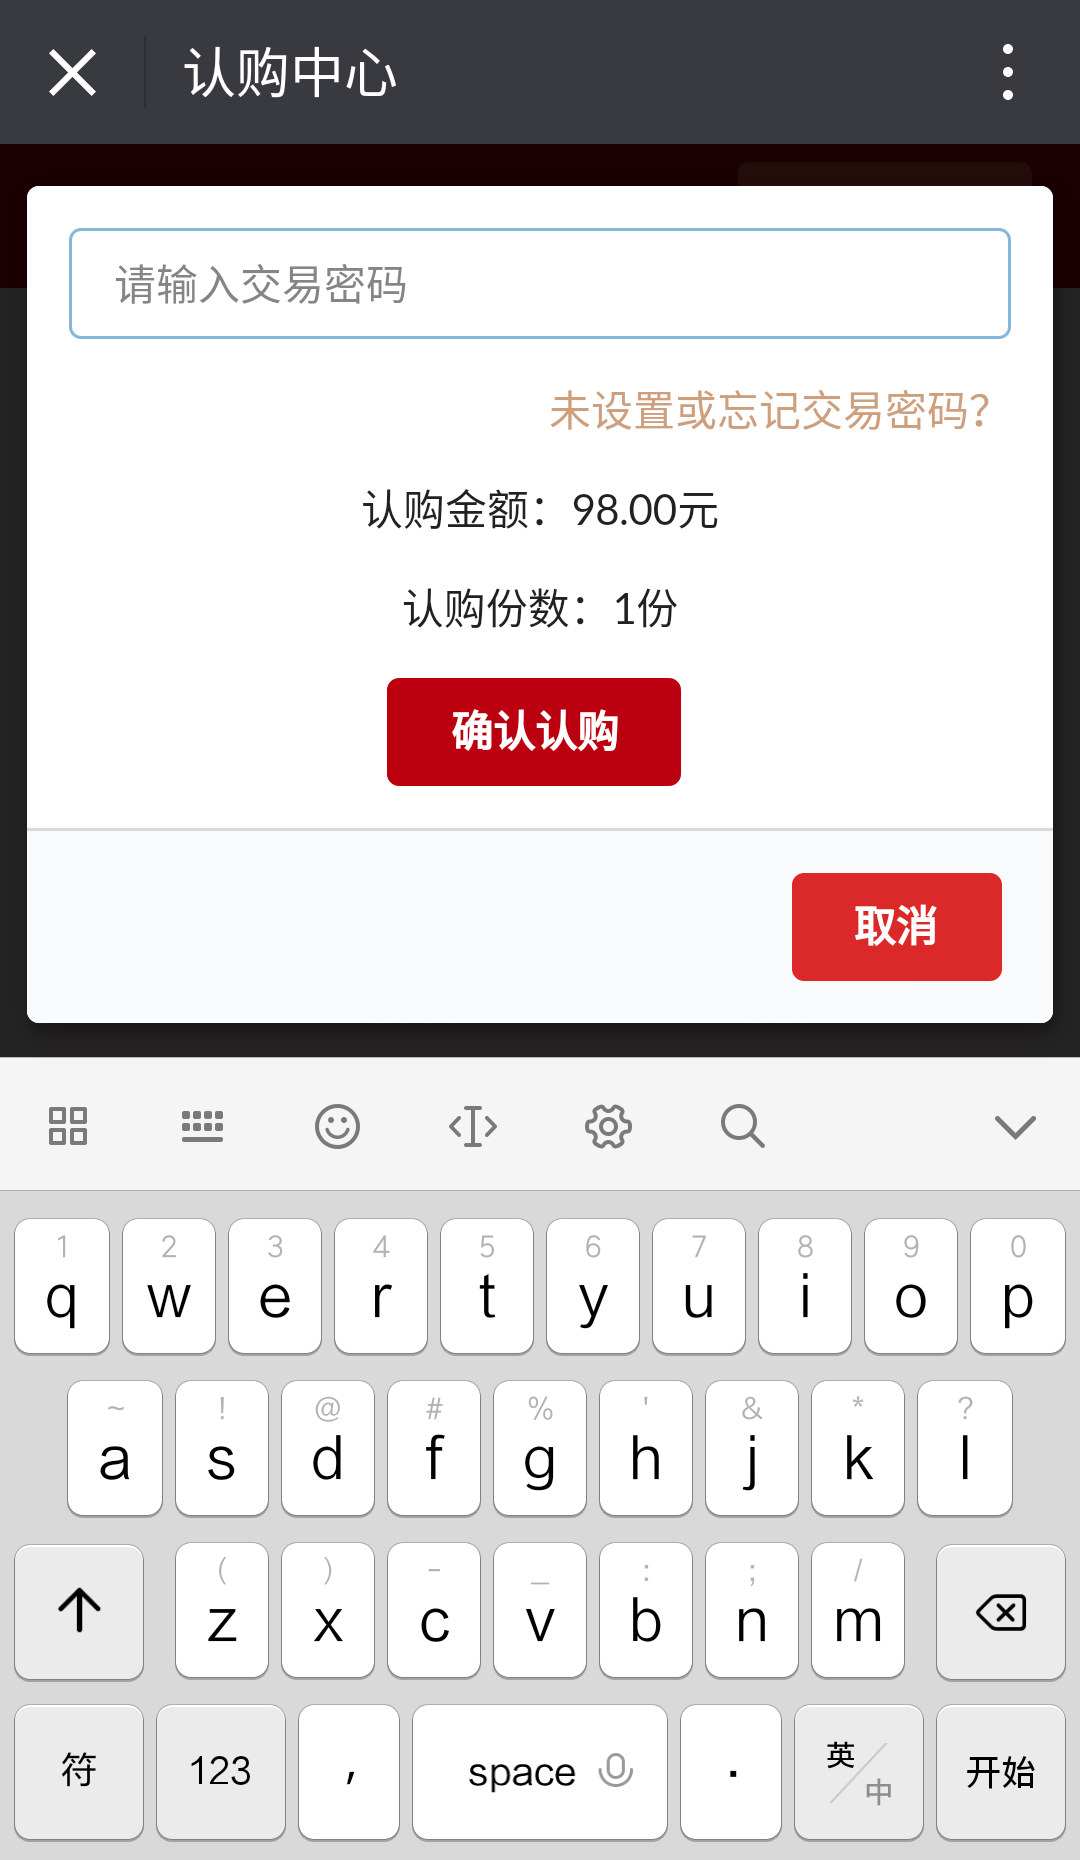 认购中心
请输入交易密码
未设置或忘记交易密码?
认购金额：98.00元
认购份数：1份
确认认购
取消
1 2 3 4 5 6 7 8 9 0
q w e r t y u i o p
~ ! @ # % ' & * ?
a s d f g h j k l
( ) - _ : ; /
z x c v b n m
符 123 , space . 英/中 开始